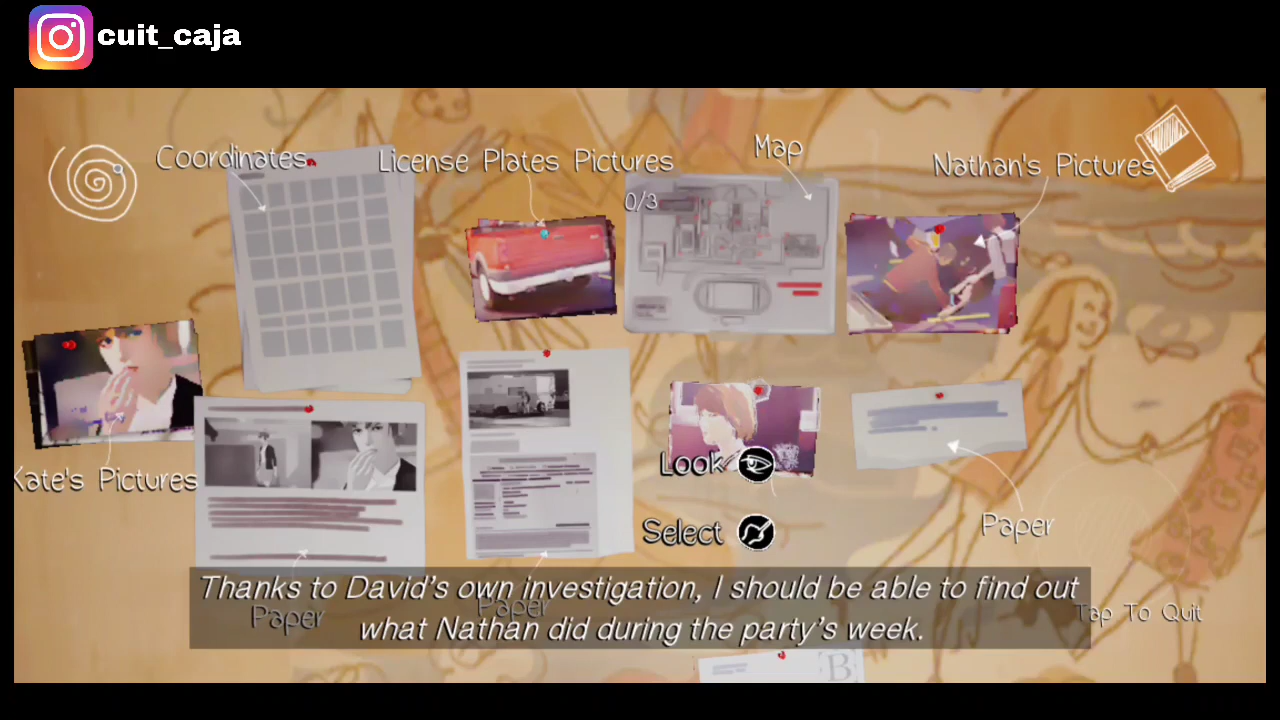 cuit_caja
Coordinates
License Plates Pictures
Map
Nathan's Pictures
0/3
Kate's Pictures
Look
Select
Paper
Paper
Paper
Thanks to David's own investigation, I should be able to find out
what Nathan did during the party's week.
Tap To Quit
B